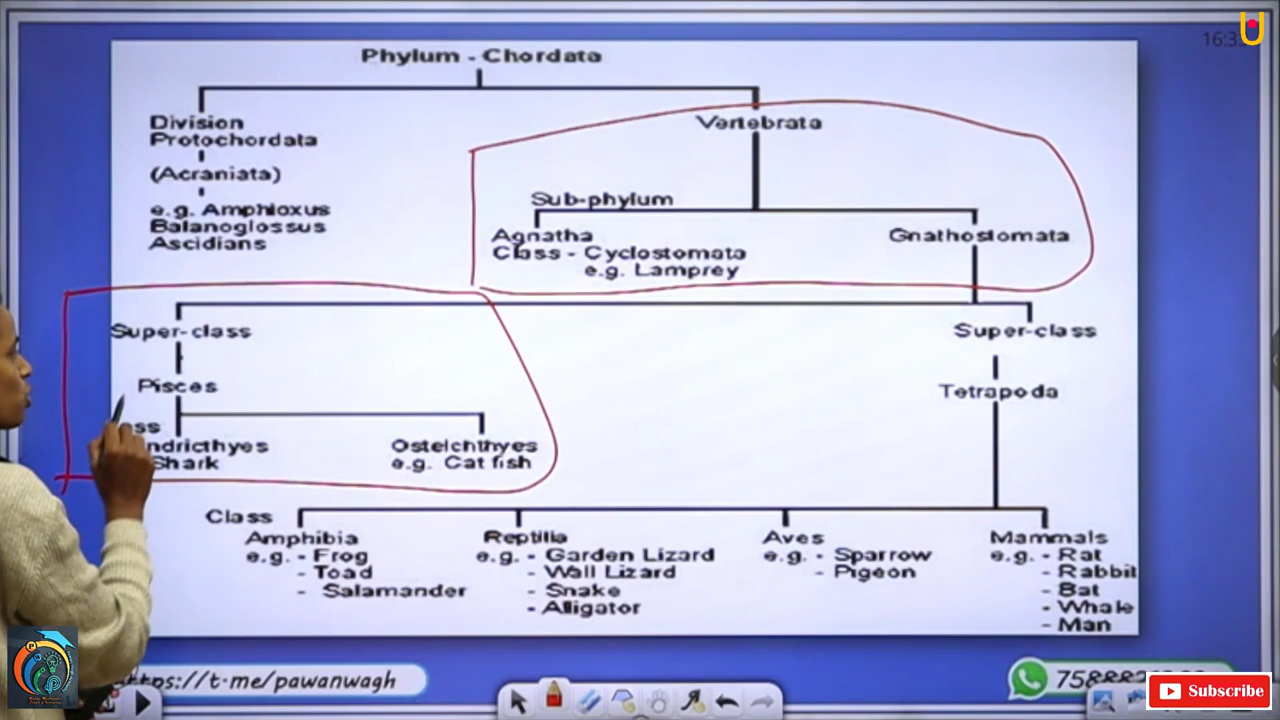 Phylum - Chordata
Division
Protochordata
(Acraniata)
e.g. Amphioxus
Balanoglossus
Ascidians
Vertebrata
Sub-phylum
Agnatha
Class - Cyclostomata
e.g. Lamprey
Gnathostomata
Super-class
Pisces
ess
ndricthyes
Shark
Osteichthyes
e.g. Cat fish
Super-class
Tetrapoda
Class
Amphibia
e.g. - Frog
- Toad
- Salamander
Reptilia
e.g. - Garden Lizard
- Wall Lizard
- Snake
- Alligator
Aves
e.g. - Sparrow
- Pigeon
Mammals
e.g. - Rat
- Rabbit
- Bat
- Whale
- Man
https://t.me/pawanwagh
Subscribe